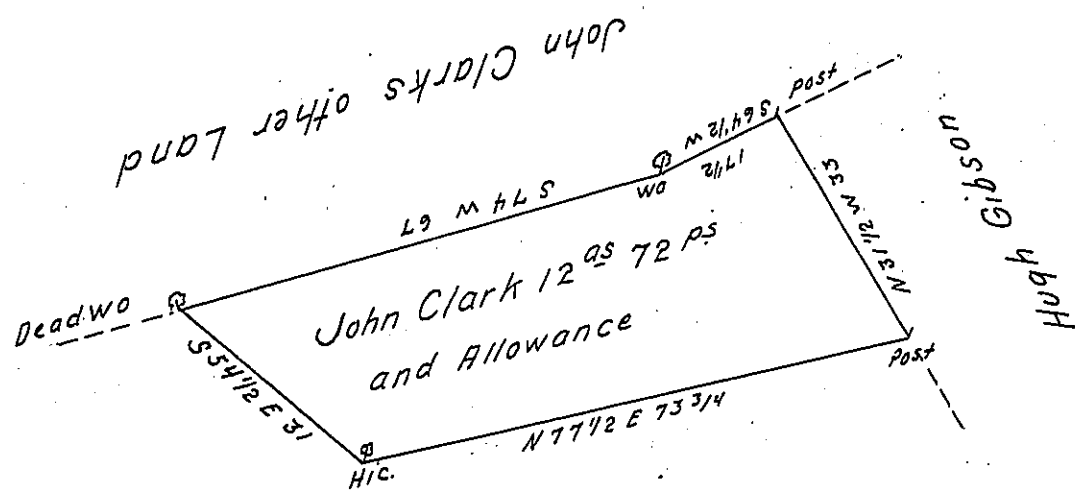 John Clarks other Land
Post
S 64 1/2 W
17 1/2
Hugh Gibson
S 74 W 67
WO
N 31 1/2 W 33
John Clark 12 as 72 ps
and Allowance
Dead WO
S 54 1/2 E 31
N 77 1/2 E 73 3/4
Post
Hic.